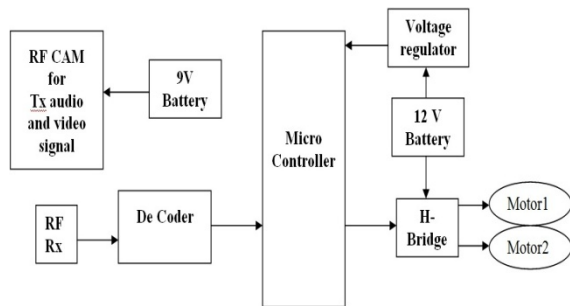 RF CAM
for
Tx audio
and video
signal
9V
Battery
Micro
Controller
Voltage
regulator
12 V
Battery
RF
Rx
De Coder
H-
Bridge
Motor1
Motor2